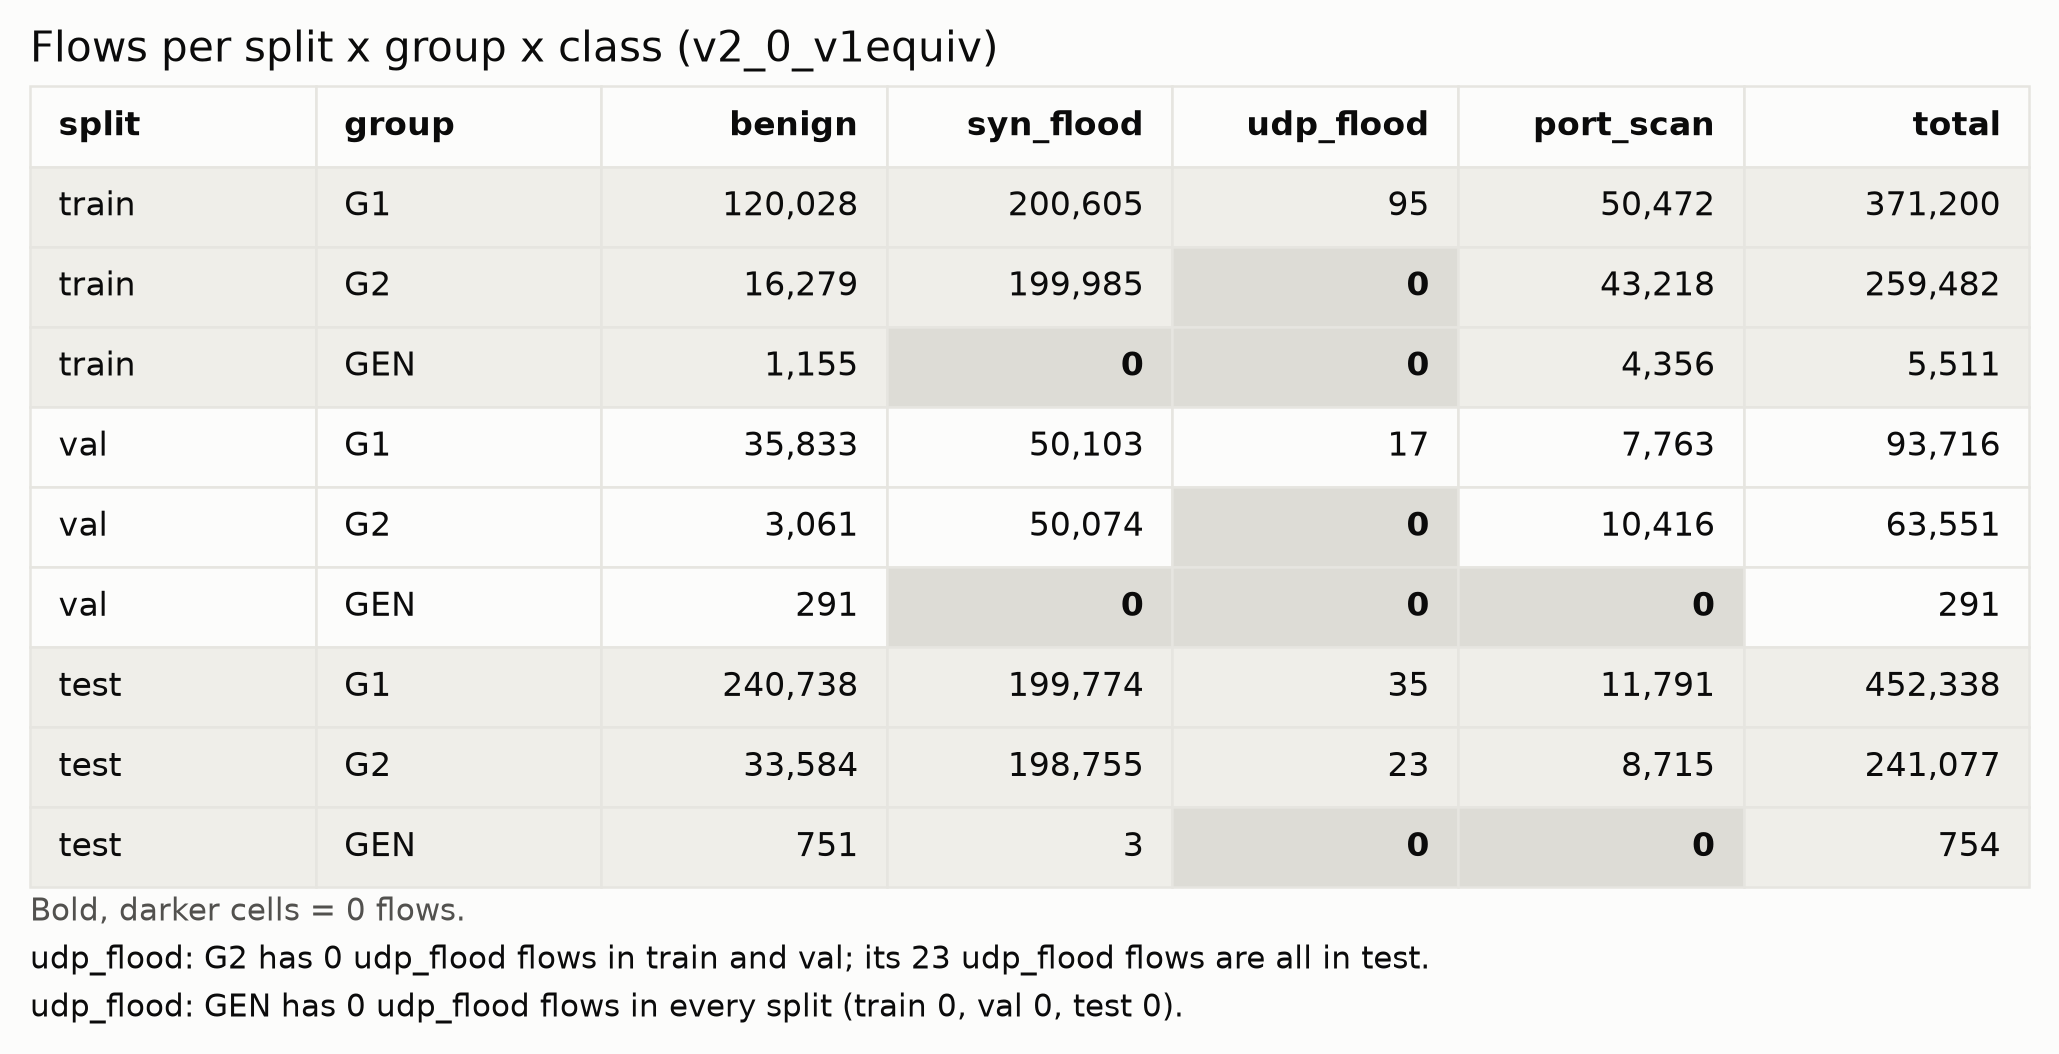 Flows per split x group x class (v2_0_v1equiv)
split group benign syn_flood udp_flood port_scan total
train G1 120,028 200,605 95 50,472 371,200
train G2 16,279 199,985 0 43,218 259,482
train GEN 1,155 0 0 4,356 5,511
val G1 35,833 50,103 17 7,763 93,716
val G2 3,061 50,074 0 10,416 63,551
val GEN 291 0 0 0 291
test G1 240,738 199,774 35 11,791 452,338
test G2 33,584 198,755 23 8,715 241,077
test GEN 751 3 0 0 754
Bold, darker cells = 0 flows.
udp_flood: G2 has 0 udp_flood flows in train and val; its 23 udp_flood flows are all in test.
udp_flood: GEN has 0 udp_flood flows in every split (train 0, val 0, test 0).